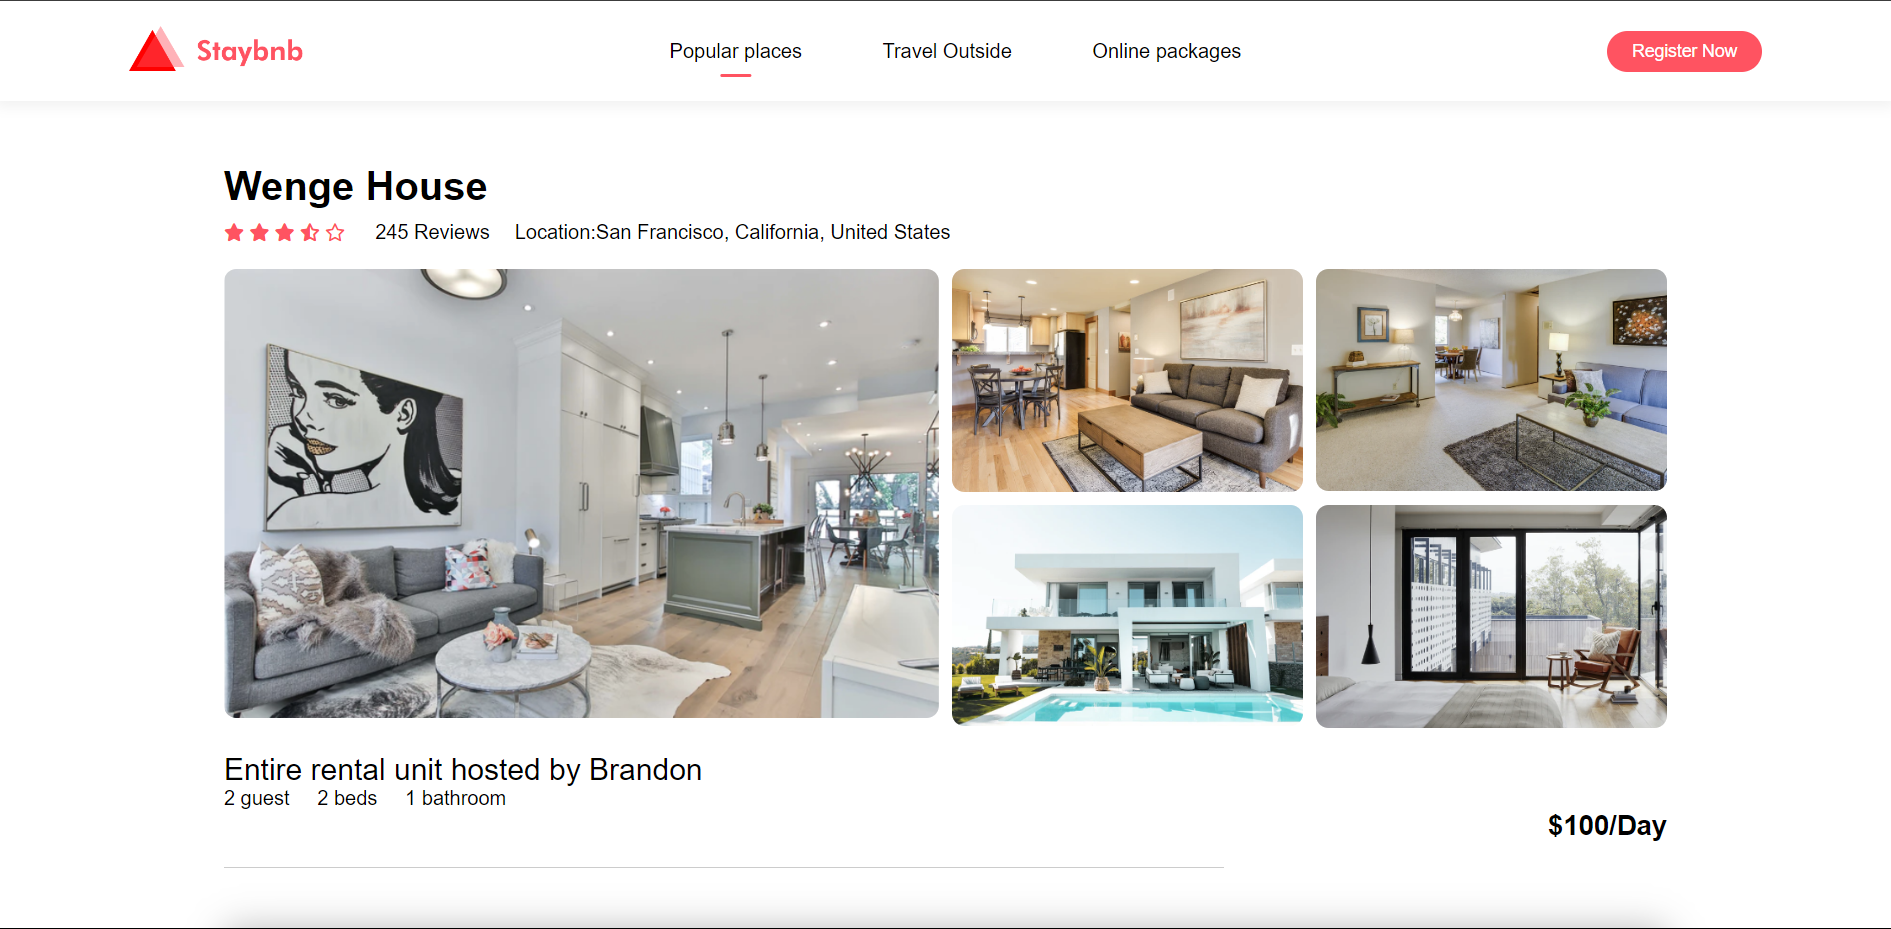 Staybnb
Popular places
Travel Outside
Online packages
Register Now
Wenge House
245 Reviews
Location:San Francisco, California, United States
Entire rental unit hosted by Brandon
2 guest
2 beds
1 bathroom
$100/Day